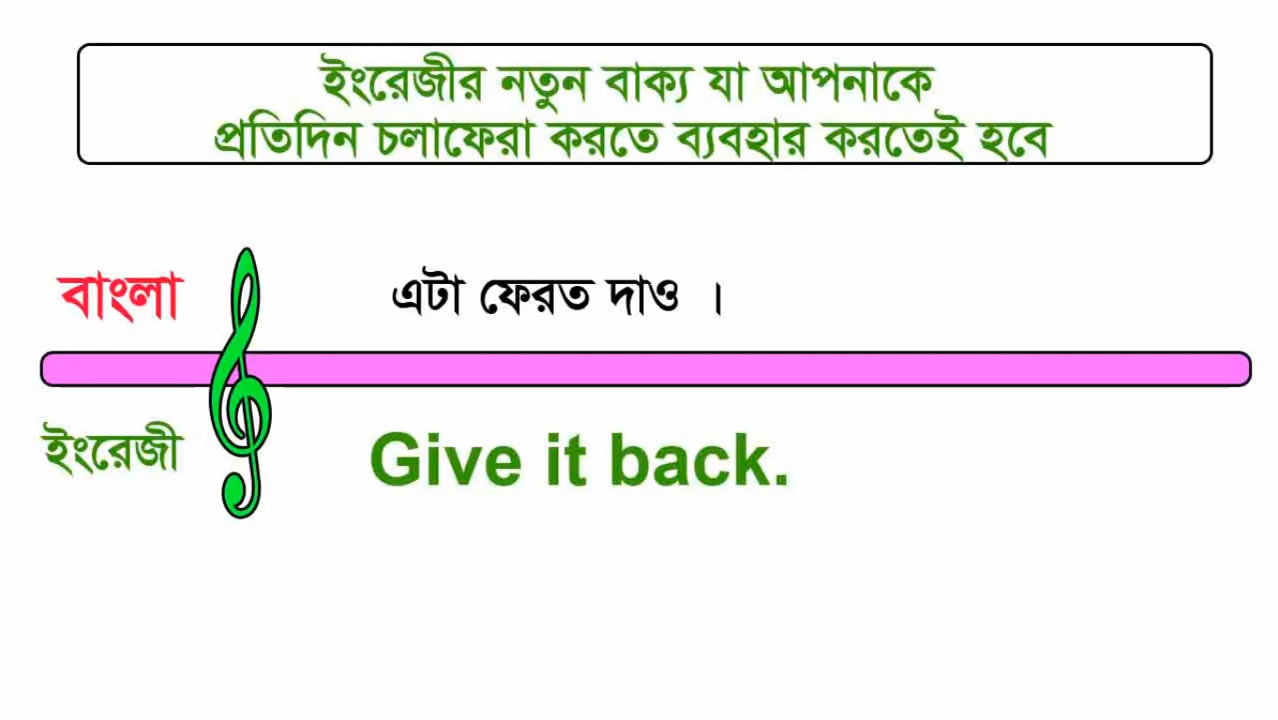 ইংরেজীর নতুন বাক্য যা আপনাকে
প্রতিদিন চলাফেরা করতে ব্যবহার করতেই হবে
বাংলা
এটা ফেরত দাও ।
ইংরেজী
Give it back.